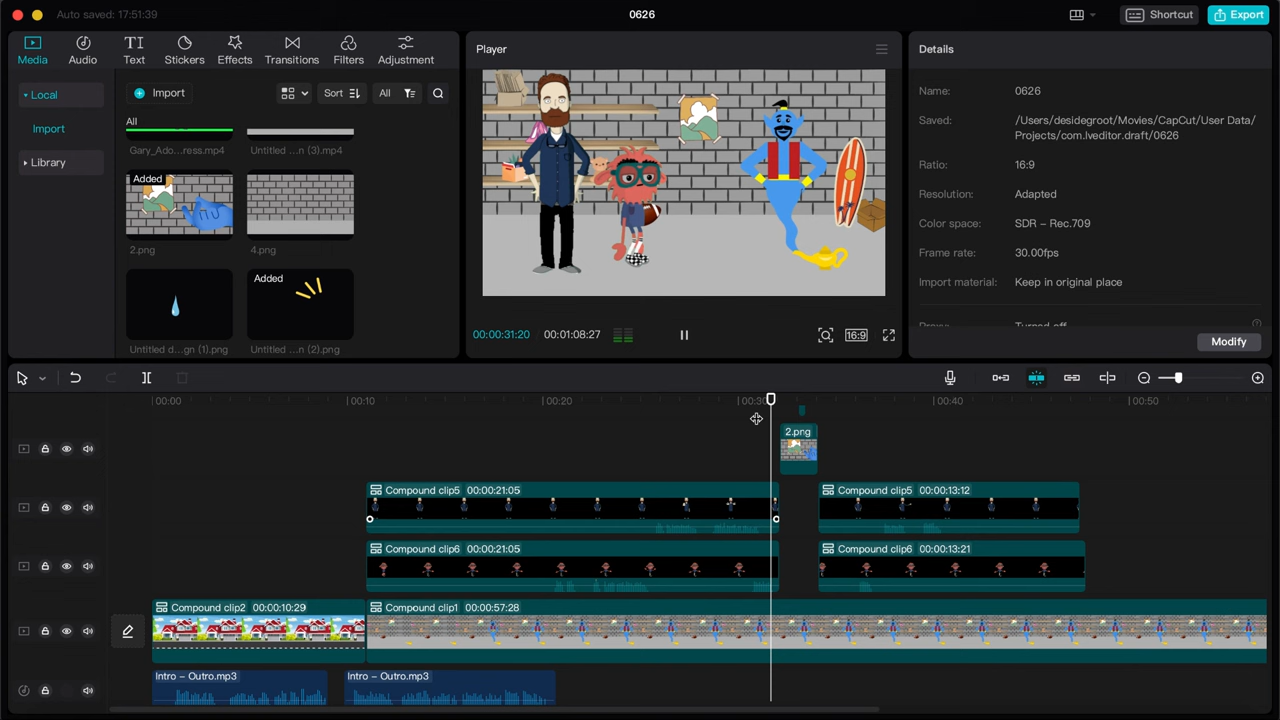 Auto saved: 17:51:39
0626
Shortcut
Export
Media
Audio
Text
Stickers
Effects
Transitions
Filters
Adjustment
Local
Import
Library
Import
Sort
All
All
Gary_Ado...ress.mp4
Untitled ...n (3).mp4
Added
2.png
4.png
Added
Untitled d...gn (1).png
Untitled ...n (2).png
Player
00:00:31:20
00:01:08:27
16:9
Details
Name:
0626
Saved:
/Users/desidegroot/Movies/CapCut/User Data/
Projects/com.lveditor.draft/0626
Ratio:
16:9
Resolution:
Adapted
Color space:
SDR – Rec.709
Frame rate:
30.00fps
Import material:
Keep in original place
Proxy:
Turned off
Modify
00:00
00:10
00:20
00:30
00:40
00:50
2.png
Compound clip5 00:00:21:05
Compound clip5 00:00:13:12
Compound clip6 00:00:21:05
Compound clip6 00:00:13:21
Compound clip2 00:00:10:29
Compound clip1 00:00:57:28
Intro – Outro.mp3
Intro – Outro.mp3